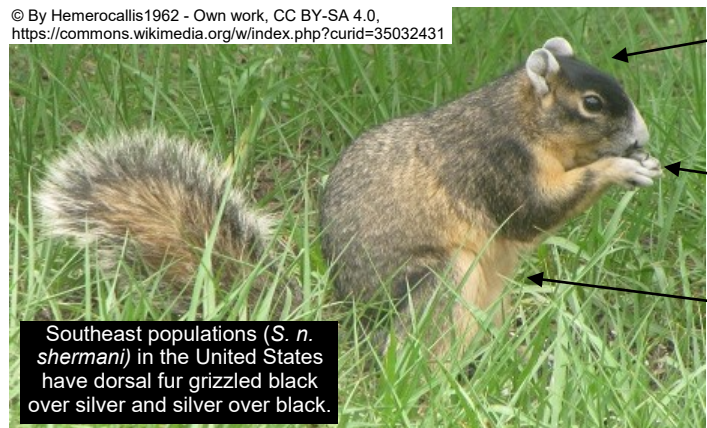 © By Hemerocallis1962 - Own work, CC BY-SA 4.0,
https://commons.wikimedia.org/w/index.php?curid=35032431
Southeast populations (S. n.
shermani) in the United States
have dorsal fur grizzled black
over silver and silver over black.